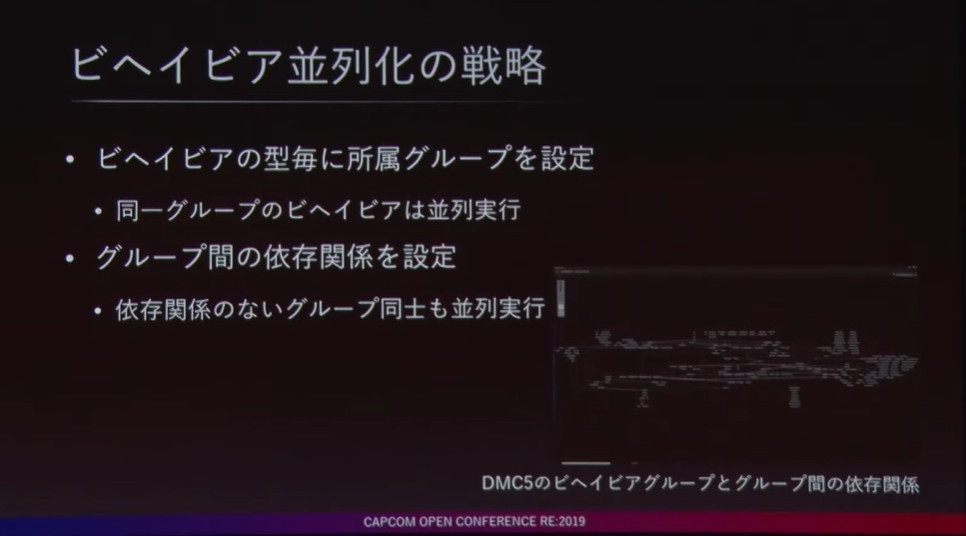 ビヘイビア並列化の戦略
• ビヘイビアの型毎に所属グループを設定
• 同一グループのビヘイビアは並列実行
• グループ間の依存関係を設定
• 依存関係のないグループ同士も並列実行
DMC5のビヘイビアグループとグループ間の依存関係
CAPCOM OPEN CONFERENCE RE:2019